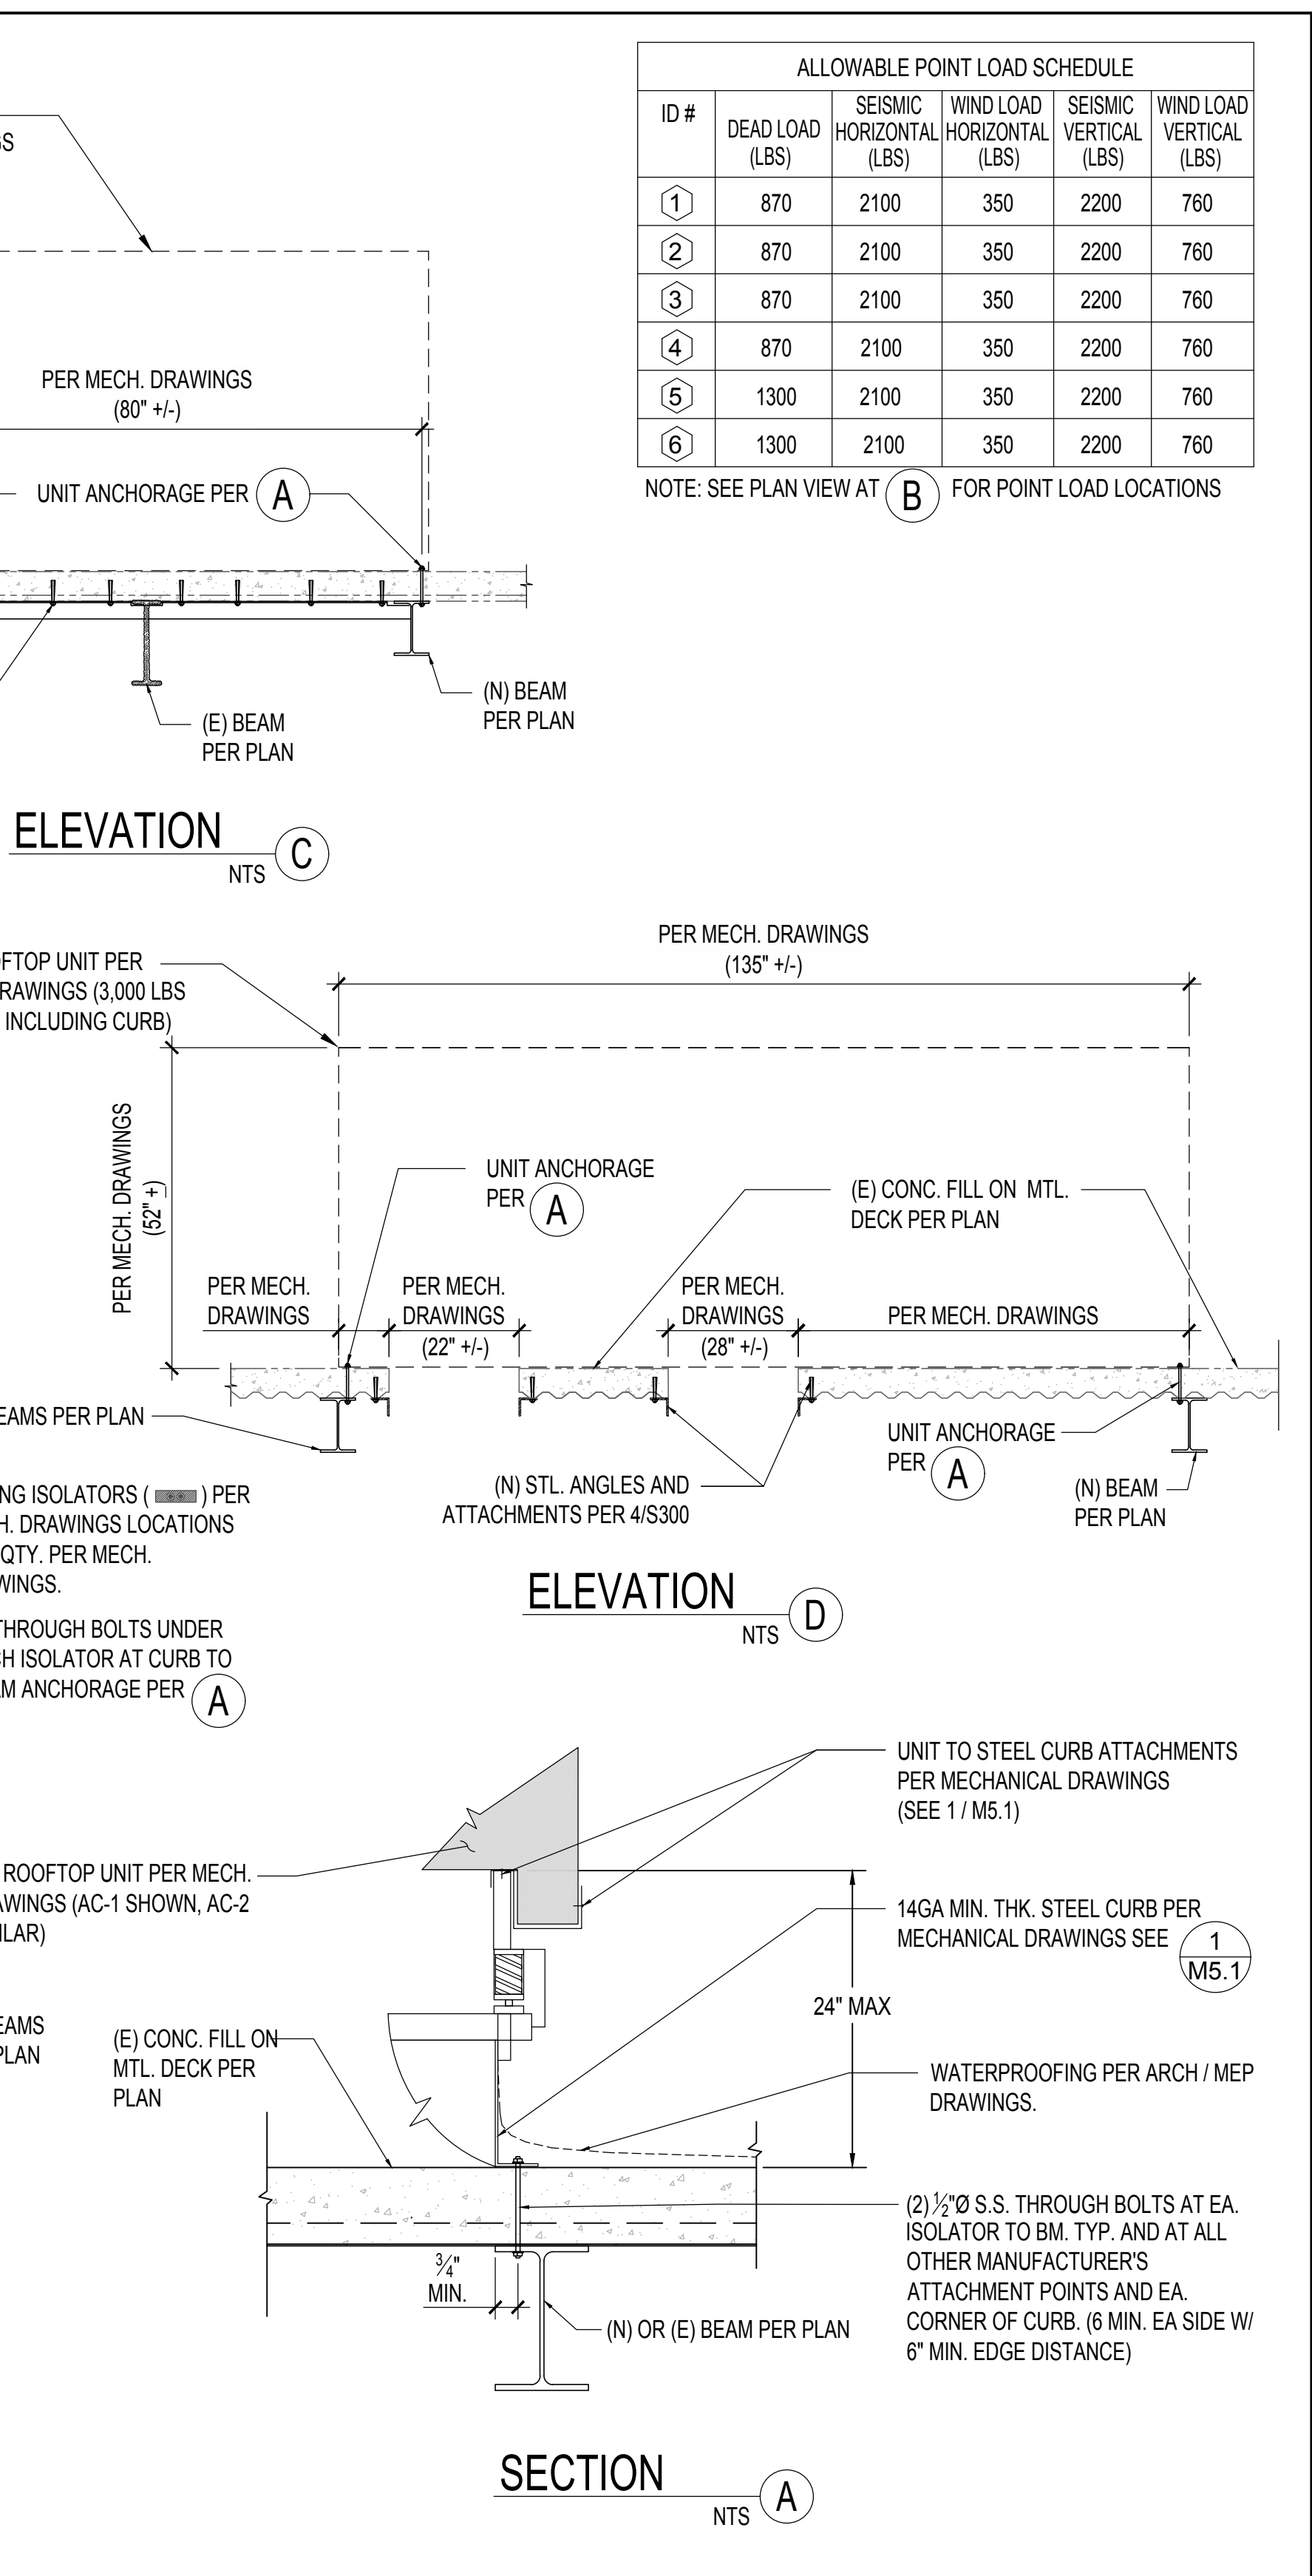 ALLOWABLE POINT LOAD SCHEDULE
ID # DEAD LOAD (LBS) SEISMIC HORIZONTAL (LBS) WIND LOAD HORIZONTAL (LBS) SEISMIC VERTICAL (LBS) WIND LOAD VERTICAL (LBS)
1 870 2100 350 2200 760
2 870 2100 350 2200 760
3 870 2100 350 2200 760
4 870 2100 350 2200 760
5 1300 2100 350 2200 760
6 1300 2100 350 2200 760
NOTE: SEE PLAN VIEW AT B FOR POINT LOAD LOCATIONS
GS
PER MECH. DRAWINGS
(80" +/-)
UNIT ANCHORAGE PER A
(N) BEAM
PER PLAN
(E) BEAM
PER PLAN
ELEVATION
NTS C
PER MECH. DRAWINGS
(135" +/-)
FTOP UNIT PER
RAWINGS (3,000 LBS
INCLUDING CURB)
PER MECH. DRAWINGS
(52" +)
UNIT ANCHORAGE
PER A
(E) CONC. FILL ON MTL.
DECK PER PLAN
PER MECH.
DRAWINGS
PER MECH.
DRAWINGS
(22" +/-)
PER MECH.
DRAWINGS
(28" +/-)
PER MECH. DRAWINGS
EAMS PER PLAN
UNIT ANCHORAGE
PER A
(N) STL. ANGLES AND
ATTACHMENTS PER 4/S300
(N) BEAM
PER PLAN
NG ISOLATORS ( ) PER
H. DRAWINGS LOCATIONS
QTY. PER MECH.
WINGS.
THROUGH BOLTS UNDER
CH ISOLATOR AT CURB TO
AM ANCHORAGE PER A
ELEVATION
NTS D
UNIT TO STEEL CURB ATTACHMENTS
PER MECHANICAL DRAWINGS
(SEE 1 / M5.1)
ROOFTOP UNIT PER MECH.
AWINGS (AC-1 SHOWN, AC-2
ILAR)
14GA MIN. THK. STEEL CURB PER
MECHANICAL DRAWINGS SEE 1
M5.1
24" MAX
EAMS
PLAN
(E) CONC. FILL ON
MTL. DECK PER
PLAN
WATERPROOFING PER ARCH / MEP
DRAWINGS.
(2) ½"Ø S.S. THROUGH BOLTS AT EA.
ISOLATOR TO BM. TYP. AND AT ALL
OTHER MANUFACTURER'S
ATTACHMENT POINTS AND EA.
CORNER OF CURB. (6 MIN. EA SIDE W/
6" MIN. EDGE DISTANCE)
¾"
MIN.
(N) OR (E) BEAM PER PLAN
SECTION
NTS A